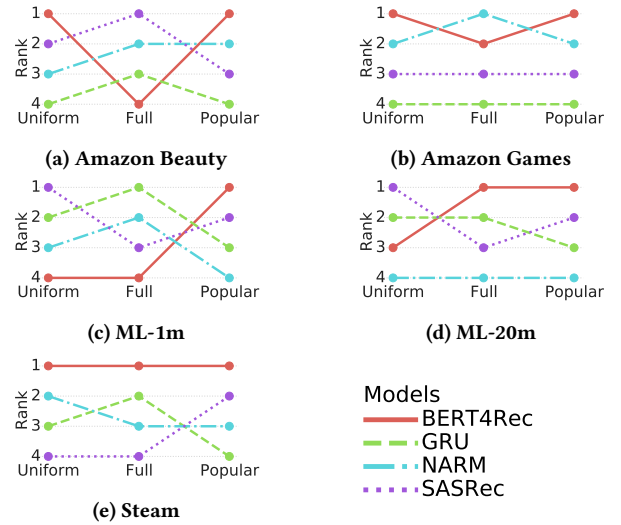 1
2
3
4
Rank
Uniform Full Popular
(a) Amazon Beauty
1
2
3
4
Rank
Uniform Full Popular
(b) Amazon Games
1
2
3
4
Rank
Uniform Full Popular
(c) ML-1m
1
2
3
4
Rank
Uniform Full Popular
(d) ML-20m
1
2
3
4
Rank
Uniform Full Popular
(e) Steam
Models
BERT4Rec
GRU
NARM
SASRec